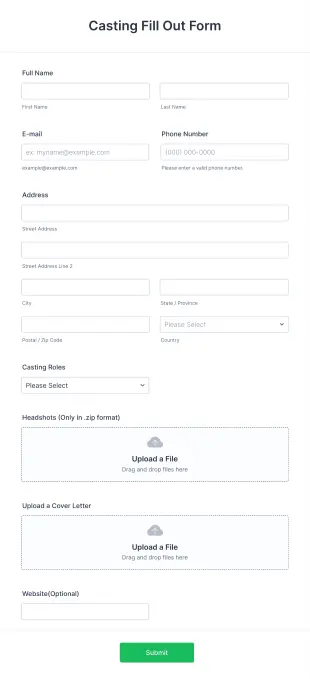 Casting Fill Out Form
Full Name
First Name Last Name
E-mail Phone Number
ex: myname@example.com (000) 000-0000
example@example.com Please enter a valid phone number.
Address
Street Address
Street Address Line 2
City State / Province
Please Select
Postal / Zip Code Country
Casting Roles
Please Select
Headshots (Only in .zip format)
Upload a File
Drag and drop files here
Upload a Cover Letter
Upload a File
Drag and drop files here
Website(Optional)
Submit